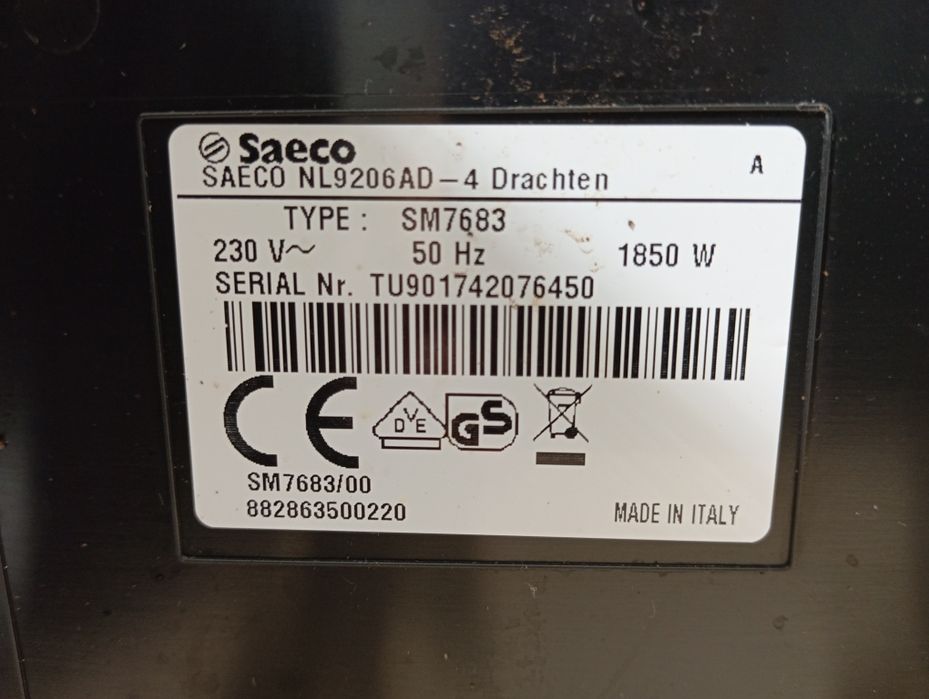 Saeco
SAECO NL9206AD-4 Drachten
A
TYPE : SM7683
230 V~ 50 Hz 1850 W
SERIAL Nr. TU901742076450
CE
DVE
GS
SM7683/00
882863500220
MADE IN ITALY